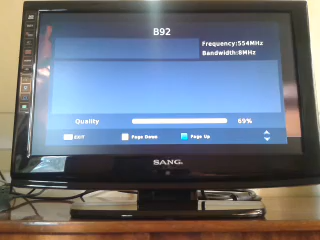 B92
Frequency:554MHz
Bandwidth:8MHz
Quality 69%
EXIT Page Down Page Up
SANG.